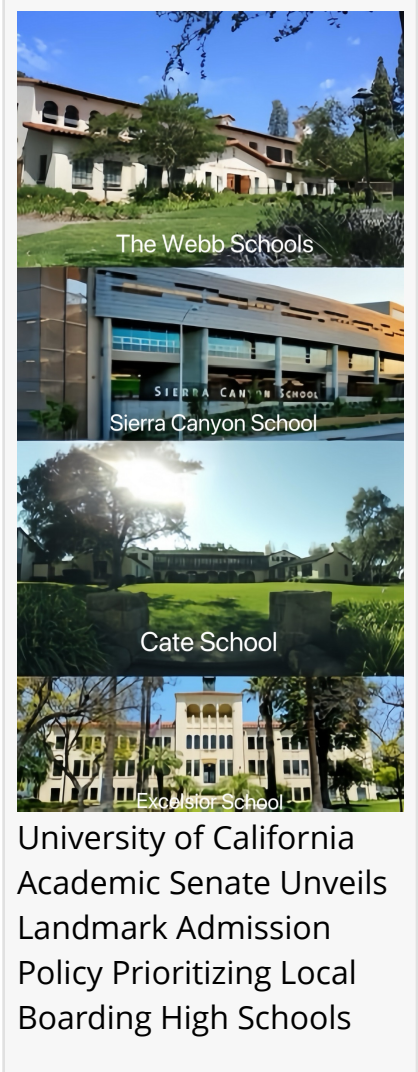 The Webb Schools
SIERRA CANYON SCHOOL
Sierra Canyon School
Cate School
Excelsior School
University of California
Academic Senate Unveils
Landmark Admission
Policy Prioritizing Local
Boarding High Schools